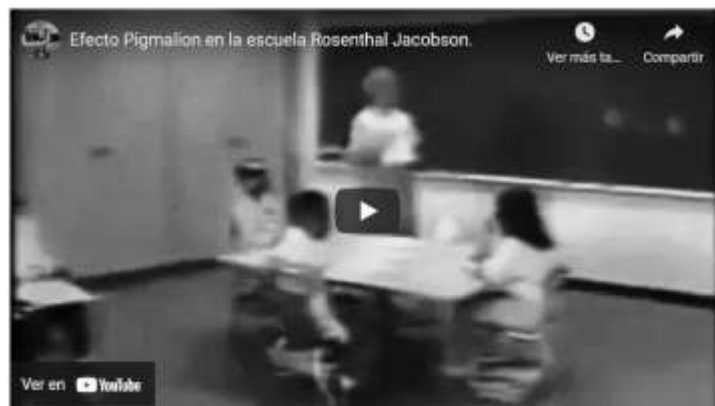 Efecto Pigmalion en la escuela Rosenthal Jacobson.
Ver más ta...
Compartir
Ver en YouTube